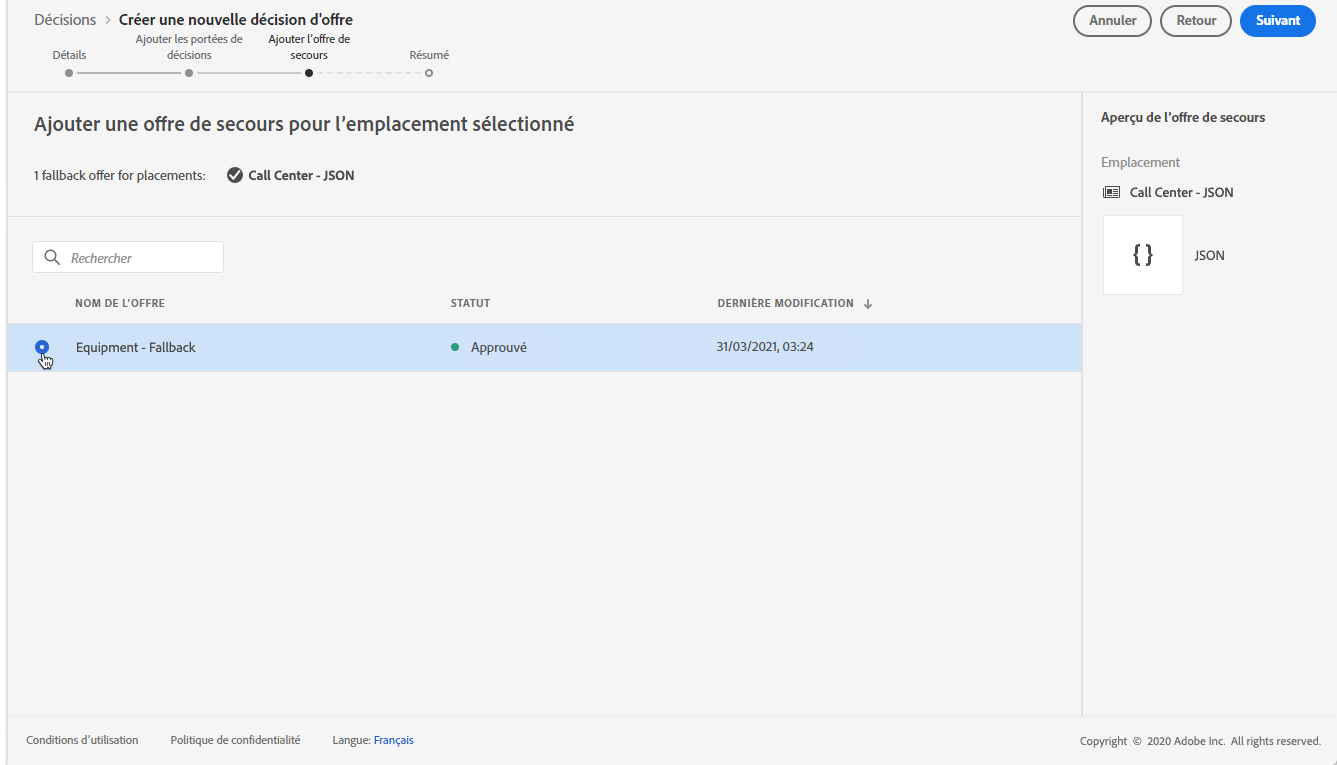 Décisions > Créer une nouvelle décision d'offre
Annuler
Retour
Suivant
Détails
Ajouter les portées de
décisions
Ajouter l'offre de
secours
Résumé
Ajouter une offre de secours pour l’emplacement sélectionné
1 fallback offer for placements:
Call Center - JSON
Rechercher
NOM DE L’OFFRE
STATUT
DERNIÈRE MODIFICATION ↓
Equipment - Fallback
Approuvé
31/03/2021, 03:24
Aperçu de l’offre de secours
Emplacement
Call Center - JSON
{ }
JSON
Conditions d’utilisation
Politique de confidentialité
Langue: Français
Copyright © 2020 Adobe Inc. All rights reserved.